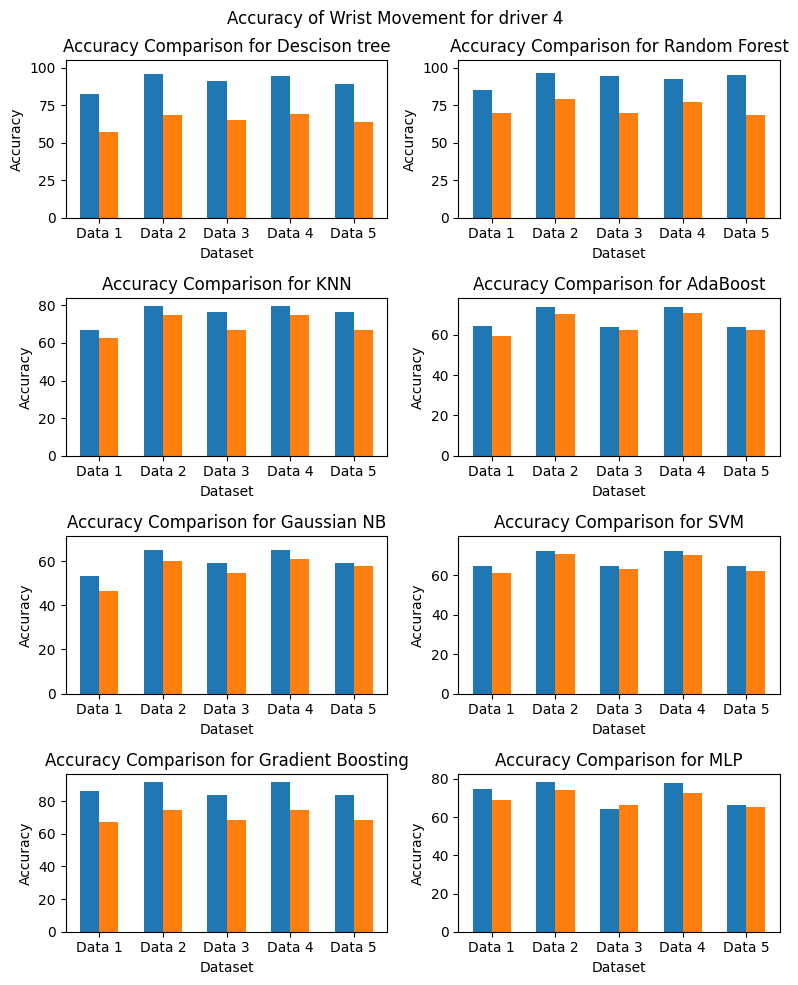 Accuracy of Wrist Movement for driver 4
Accuracy Comparison for Descison tree
Accuracy
100
75
50
25
0
Data 1 Data 2 Data 3 Data 4 Data 5
Dataset
Accuracy Comparison for Random Forest
Accuracy
100
75
50
25
0
Data 1 Data 2 Data 3 Data 4 Data 5
Dataset
Accuracy Comparison for KNN
Accuracy
80
60
40
20
0
Data 1 Data 2 Data 3 Data 4 Data 5
Dataset
Accuracy Comparison for AdaBoost
Accuracy
60
40
20
0
Data 1 Data 2 Data 3 Data 4 Data 5
Dataset
Accuracy Comparison for Gaussian NB
Accuracy
60
40
20
0
Data 1 Data 2 Data 3 Data 4 Data 5
Dataset
Accuracy Comparison for SVM
Accuracy
60
40
20
0
Data 1 Data 2 Data 3 Data 4 Data 5
Dataset
Accuracy Comparison for Gradient Boosting
Accuracy
80
60
40
20
0
Data 1 Data 2 Data 3 Data 4 Data 5
Dataset
Accuracy Comparison for MLP
Accuracy
80
60
40
20
0
Data 1 Data 2 Data 3 Data 4 Data 5
Dataset